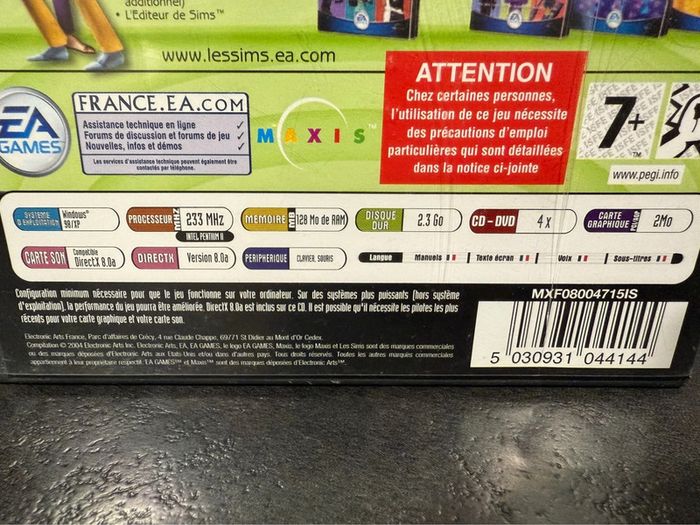 additionnel)
• L'Editeur de Sims™
www.lessims.ea.com
ATTENTION
Chez certaines personnes,
l'utilisation de ce jeu nécessite
des précautions d'emploi
particulières qui sont détaillées
dans la notice ci-jointe
EA
GAMES™
FRANCE.EA.COM
Assistance technique en ligne ✓
Forums de discussion et forums de jeu ✓
Nouvelles, infos et démos ✓
Les services d'assistance technique peuvent également être
contactés par téléphone.
MAXIS™
7+
www.pegi.info
SYSTEME D'EXPLOITATION Windows® 98/XP
PROCESSEUR MHZ 233 MHz INTEL PENTIUM II
MEMOIRE MB 128 Mo de RAM
DISQUE DUR 2.3 Go
CD-DVD 4x
CARTE GRAPHIQUE PCI/AGP 2Mo
CARTE SON Compatible DirectX 8.0a
DIRECTX Version 8.0a
PERIPHERIQUE CLAVIER, SOURIS
Langue Manuels Texte écran Voix Sous-titres
Configuration minimum nécessaire pour que le jeu fonctionne sur votre ordinateur. Sur des systèmes plus puissants (hors système
d'exploitation), la performance du jeu pourra être améliorée. DirectX 8.0a est inclus sur ce CD. Il est possible qu'il nécessite les pilotes les plus
récents pour votre carte graphique et votre carte son.
Electronic Arts France, Parc d'affaires de Crécy, 4 rue Claude Chappe, 69771 St Didier au Mont d'Or Cedex.
Compilation © 2004 Electronic Arts Inc. Electronic Arts, EA, EA GAMES, le logo EA GAMES, Maxis, le logo Maxis et Les Sims sont des marques commerciales
ou des marques déposées d'Electronic Arts aux Etats Unis et/ou dans d'autres pays. Tous droits réservés. Toutes les marques commerciales
appartiennent à leur propriétaire respectif. EA GAMES™ et Maxis™ sont des marques déposées d'Electronic Arts™.
MXF08004715IS
5 030931 044144